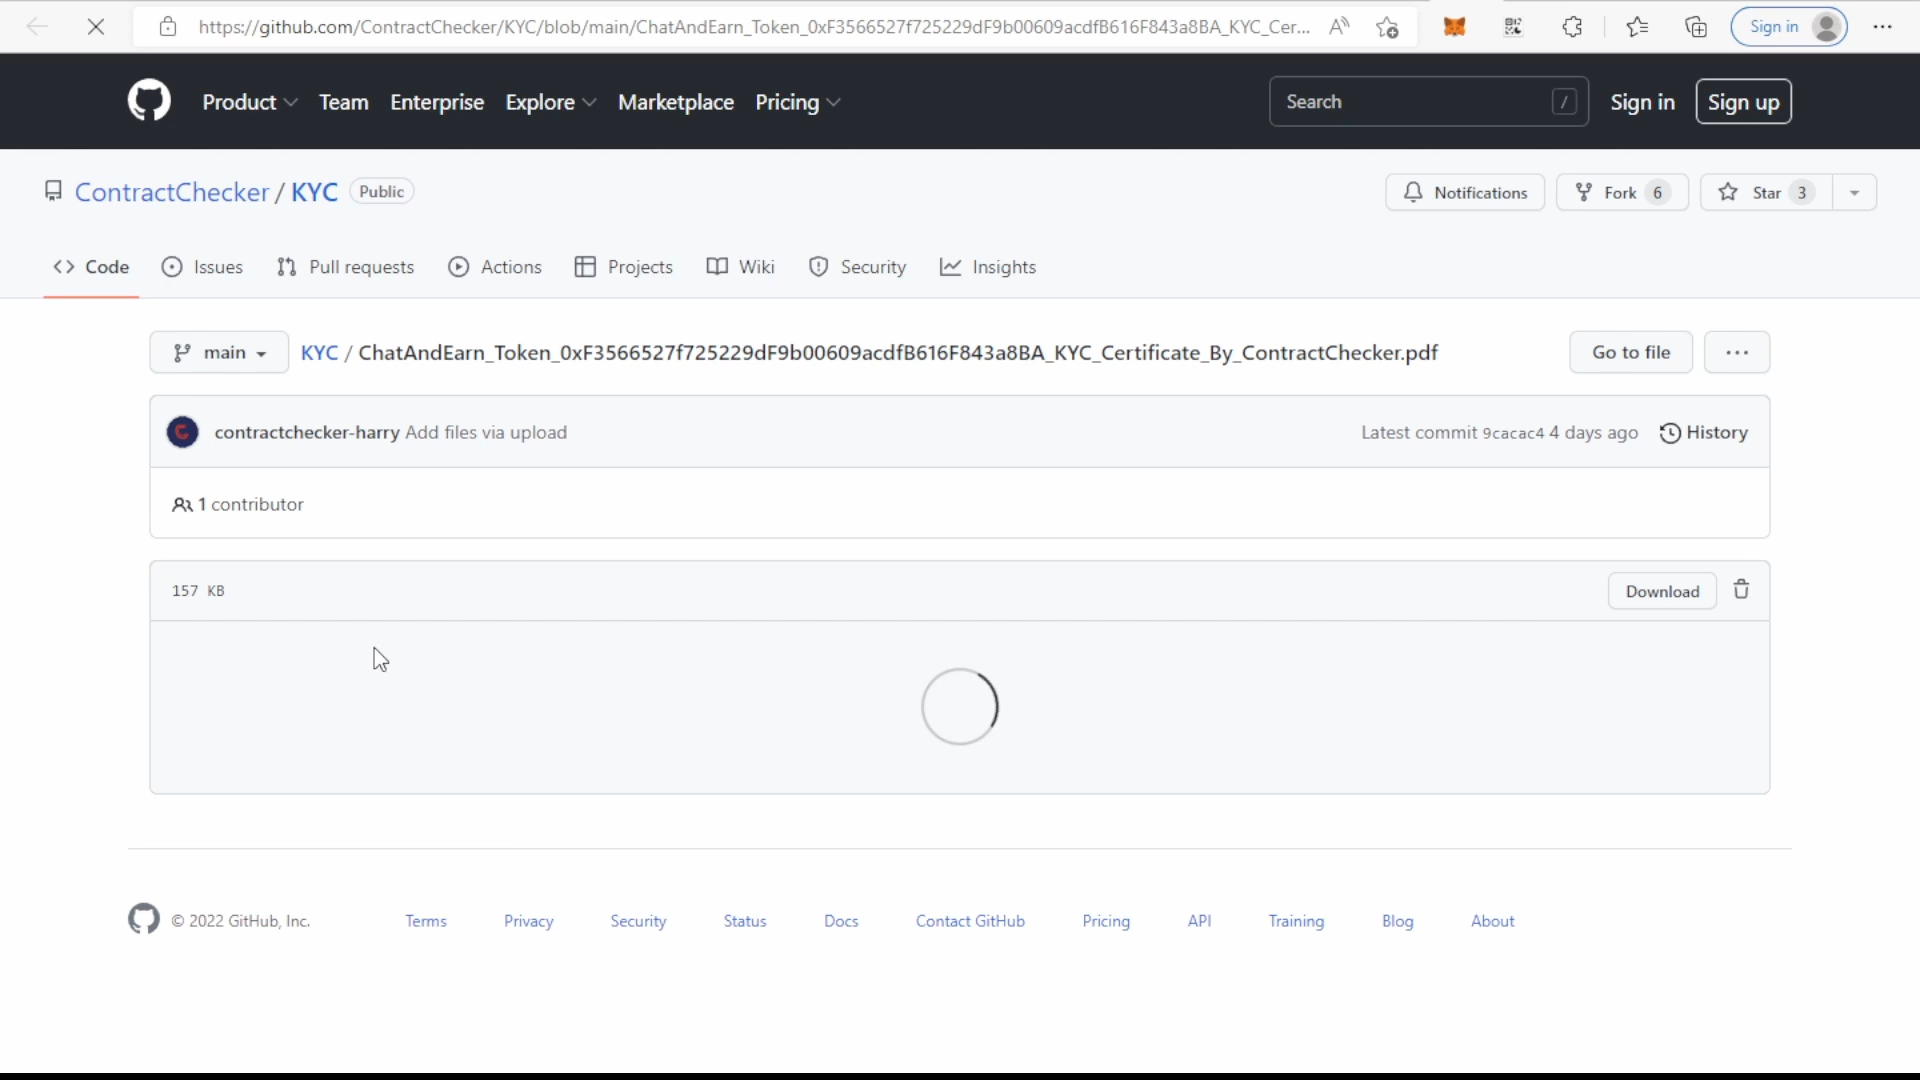 https://github.com/ContractChecker/KYC/blob/main/ChatAndEarn_Token_0xF3566527f725229dF9b00609acdfB616F843a8BA_KYC_Cer...
Sign in
Product Team Enterprise Explore Marketplace Pricing
Search /
Sign in
Sign up
ContractChecker / KYC Public
Notifications
Fork 6
Star 3
<> Code Issues Pull requests Actions Projects Wiki Security Insights
main
KYC / ChatAndEarn_Token_0xF3566527f725229dF9b00609acdfB616F843a8BA_KYC_Certificate_By_ContractChecker.pdf
Go to file
...
contractchecker-harry Add files via upload
Latest commit 9cacac4 4 days ago
History
1 contributor
157 KB
Download
© 2022 GitHub, Inc. Terms Privacy Security Status Docs Contact GitHub Pricing API Training Blog About